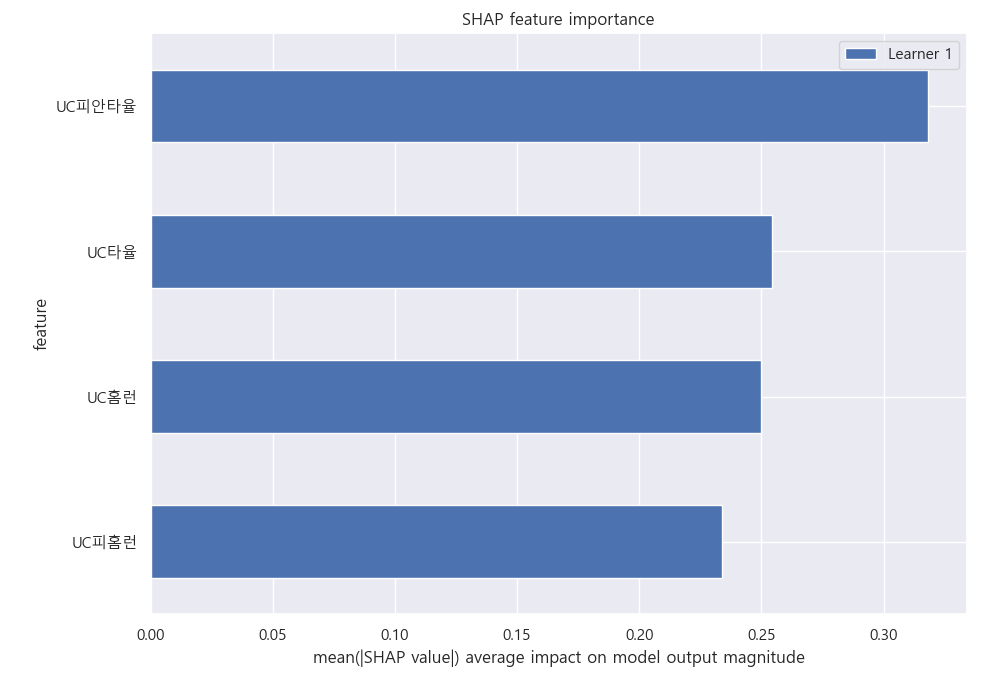 SHAP feature importance
Learner 1
UC피안타율
UC타율
UC홈런
UC피홈런
feature
0.00 0.05 0.10 0.15 0.20 0.25 0.30
mean(|SHAP value|) average impact on model output magnitude